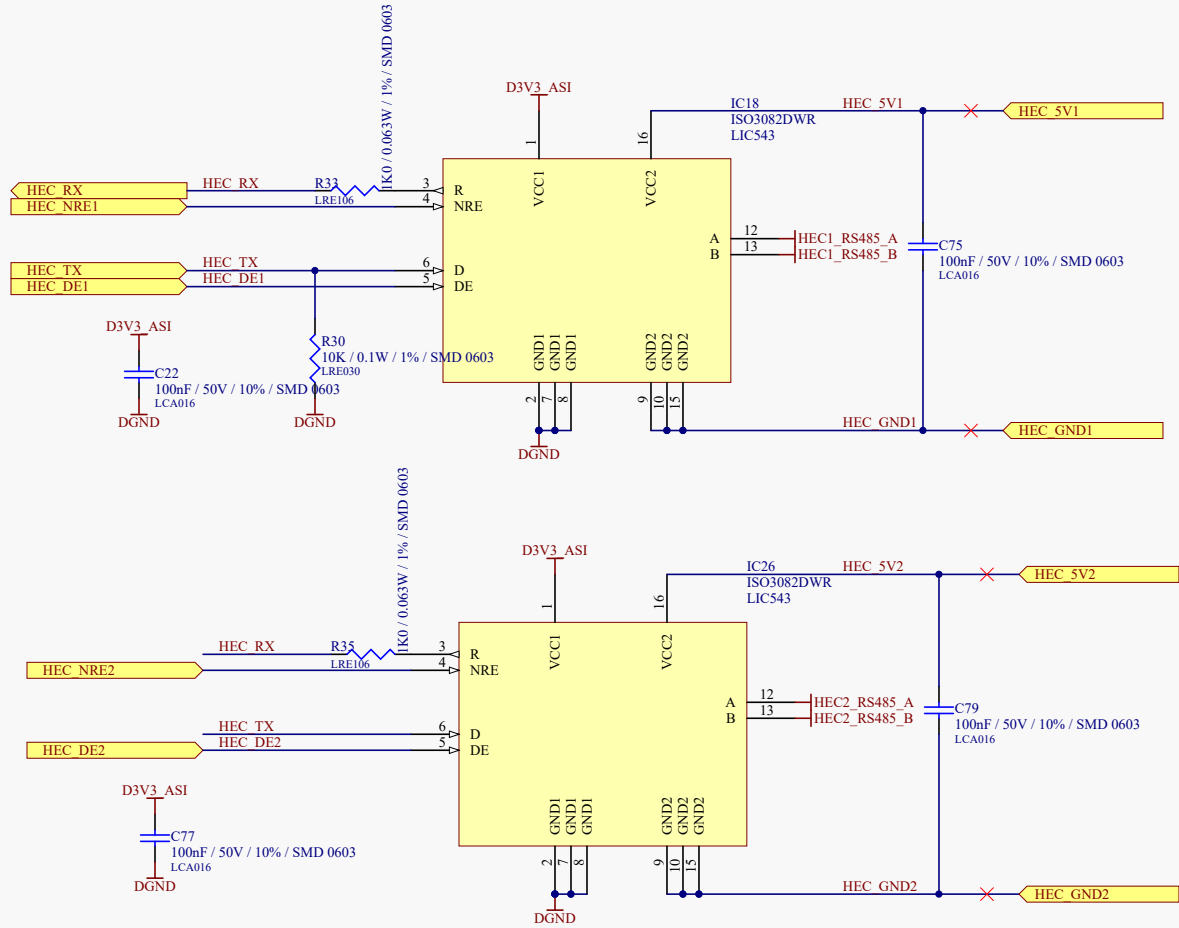 1K0 / 0.063W / 1% / SMD 0603
D3V3_ASI
IC18
ISO3082DWR
LIC543
HEC_5V1
HEC_5V1
1
16
VCC1
VCC2
HEC_RX
HEC_RX
R33
LRE106
3
R
HEC_NRE1
4
NRE
A
12
HEC1_RS485_A
B
13
HEC1_RS485_B
C75
100nF / 50V / 10% / SMD 0603
LCA016
HEC_TX
HEC_TX
6
D
HEC_DE1
HEC_DE1
5
DE
D3V3_ASI
C22
100nF / 50V / 10% / SMD 0603
LCA016
DGND
R30
10K / 0.1W / 1% / SMD 0603
LRE030
DGND
GND1
GND1
GND1
GND2
GND2
GND2
2
7
8
9
10
15
DGND
HEC_GND1
HEC_GND1
1K0 / 0.063W / 1% / SMD 0603
D3V3_ASI
IC26
ISO3082DWR
LIC543
HEC_5V2
HEC_5V2
1
16
VCC1
VCC2
HEC_RX
R35
LRE106
3
R
HEC_NRE2
4
NRE
A
12
HEC2_RS485_A
B
13
HEC2_RS485_B
C79
100nF / 50V / 10% / SMD 0603
LCA016
HEC_TX
6
D
HEC_DE2
HEC_DE2
5
DE
D3V3_ASI
C77
100nF / 50V / 10% / SMD 0603
LCA016
DGND
GND1
GND1
GND1
GND2
GND2
GND2
2
7
8
9
10
15
DGND
HEC_GND2
HEC_GND2